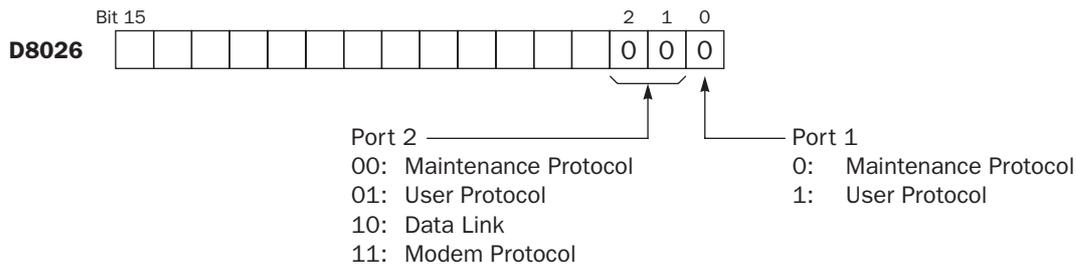 Bit 15 2 1 0
D8026 0 0 0
Port 2
00: Maintenance Protocol
01: User Protocol
10: Data Link
11: Modem Protocol
Port 1
0: Maintenance Protocol
1: User Protocol